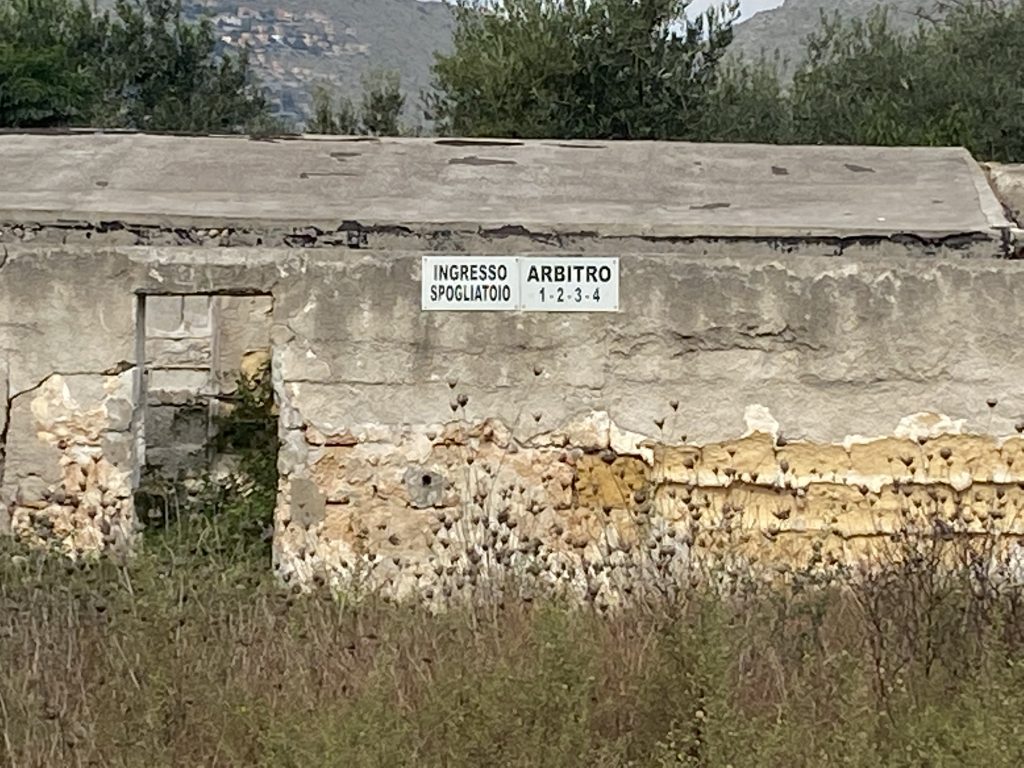 INGRESSO
SPOGLIATOIO
ARBITRO
1-2-3-4